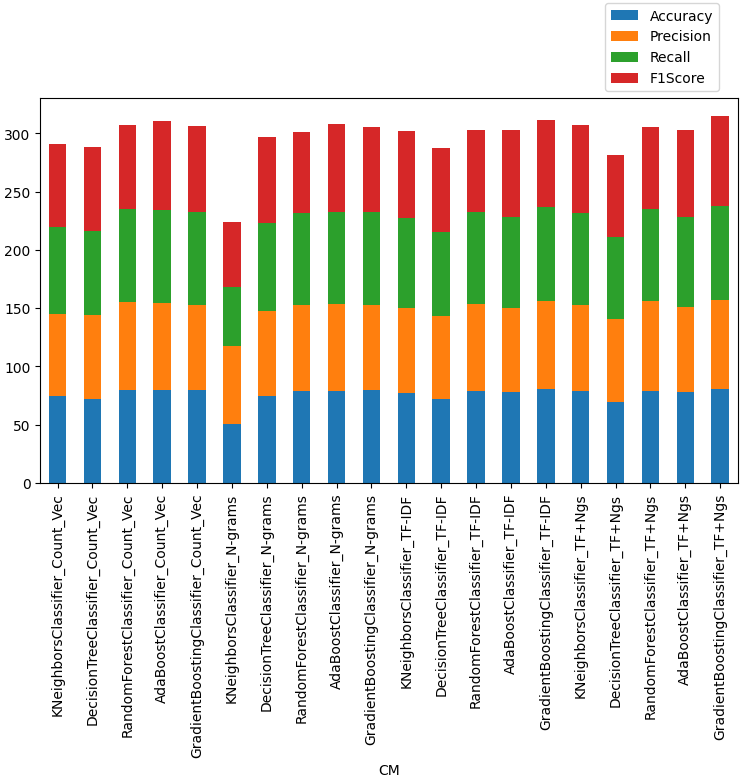 Accuracy
Precision
Recall
F1Score
300
250
200
150
100
50
0
KNeighborsClassifier_Count_Vec
DecisionTreeClassifier_Count_Vec
RandomForestClassifier_Count_Vec
AdaBoostClassifier_Count_Vec
GradientBoostingClassifier_Count_Vec
KNeighborsClassifier_N-grams
DecisionTreeClassifier_N-grams
RandomForestClassifier_N-grams
AdaBoostClassifier_N-grams
GradientBoostingClassifier_N-grams
KNeighborsClassifier_TF-IDF
DecisionTreeClassifier_TF-IDF
RandomForestClassifier_TF-IDF
AdaBoostClassifier_TF-IDF
GradientBoostingClassifier_TF-IDF
KNeighborsClassifier_TF+Ngs
DecisionTreeClassifier_TF+Ngs
RandomForestClassifier_TF+Ngs
AdaBoostClassifier_TF+Ngs
GradientBoostingClassifier_TF+Ngs
CM